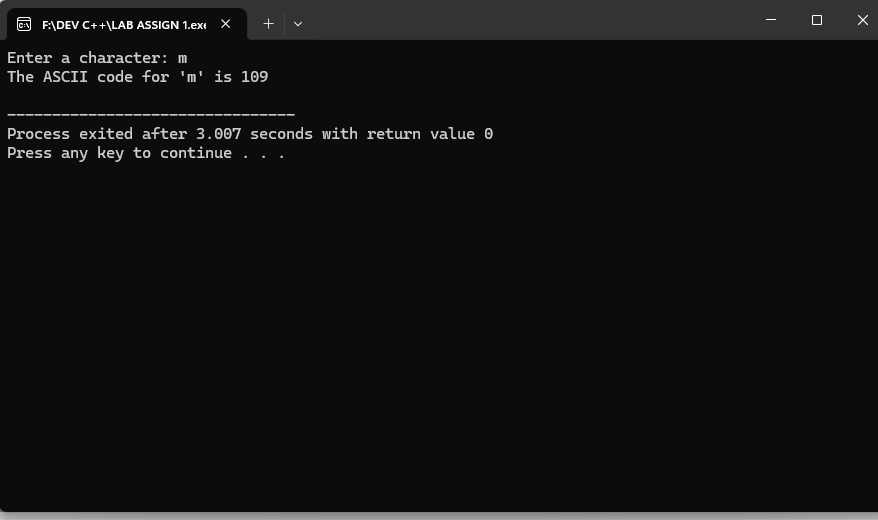 F:\DEV C++\LAB ASSIGN 1.exe
Enter a character: m
The ASCII code for 'm' is 109
--------------------------------
Process exited after 3.007 seconds with return value 0
Press any key to continue . . .